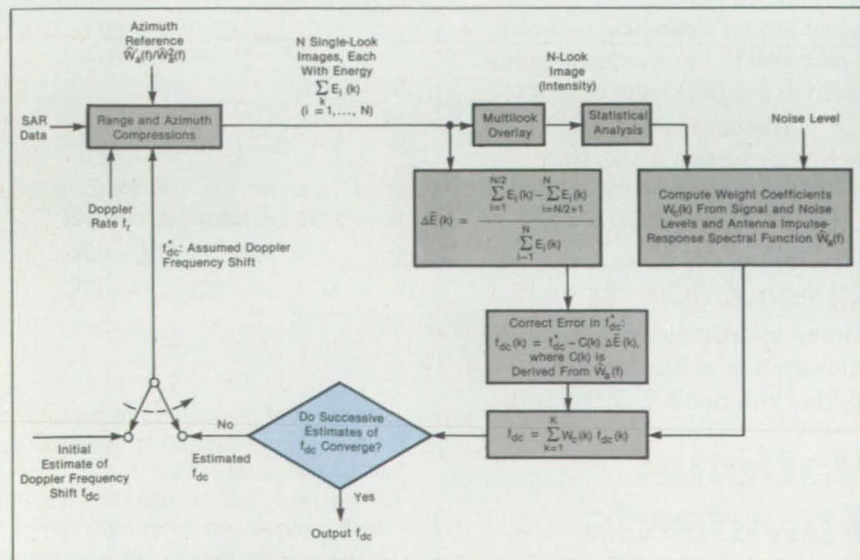 Azimuth
Reference
Ŵₐ(f)/Ŵₐ²(f)
N Single-Look
Images, Each
With Energy
∑ Eᵢ (k)
k
(i = 1,..., N)
N-Look
Image
(Intensity)
SAR
Data
Range and Azimuth
Compressions
Multilook
Overlay
Statistical
Analysis
Noise Level
Doppler
Rate fᵣ
f*dc: Assumed Doppler
Frequency Shift
ΔÊ(k) =
N/2 N
∑ Eᵢ (k) – ∑ Eᵢ (k)
i=1 i=N/2+1
N
∑ Eᵢ (k)
i–1
Compute Weight Coefficients
Wc(k) From Signal and Noise
Levels and Antenna Impulse-
Response Spectral Function Ŵₐ(f)
Correct Error in f*dc:
fdc(k) = f*dc – C(k) ΔÊ(k),
where C(k) is
Derived From Ŵₐ(f)
K
fdc = ∑ Wc(k) fdc(k)
k=1
Do Successive
Estimates of
fdc Converge?
No
Estimated
fdc
Yes
Output fdc
Initial
Estimate of
Doppler Frequency
Shift fdc